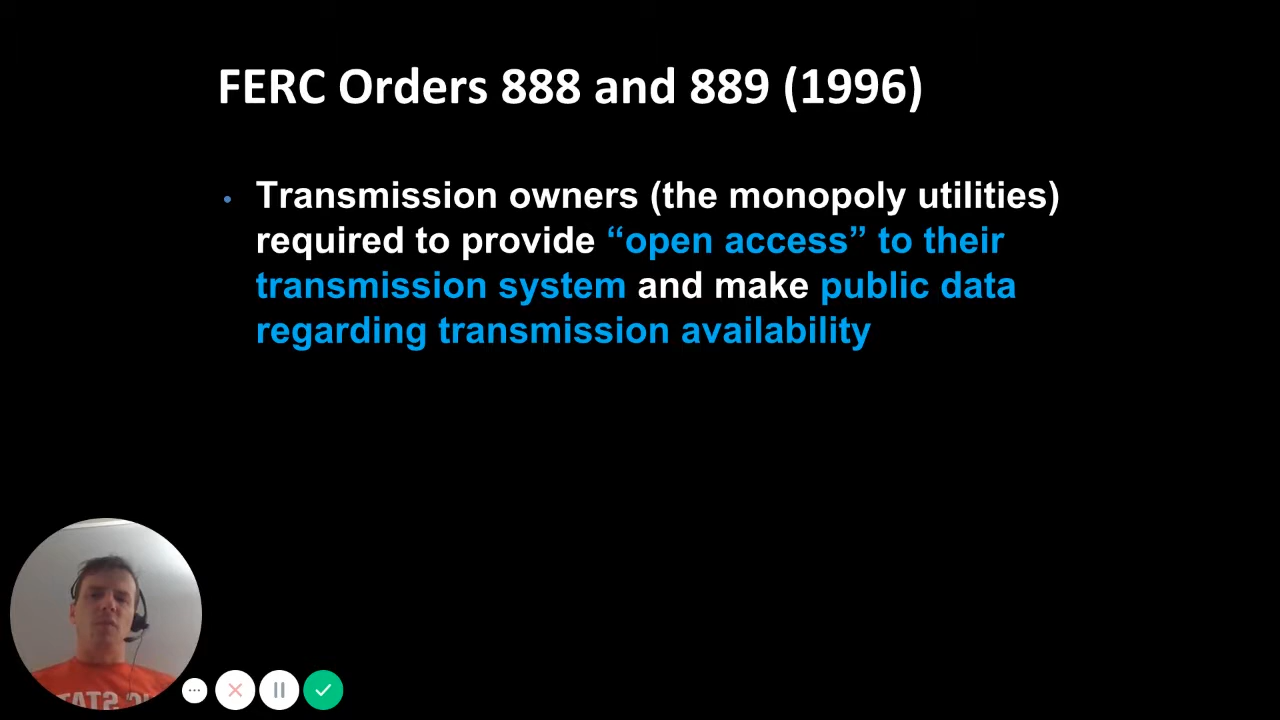 FERC Orders 888 and 889 (1996)
• Transmission owners (the monopoly utilities)
required to provide “open access” to their
transmission system and make public data
regarding transmission availability